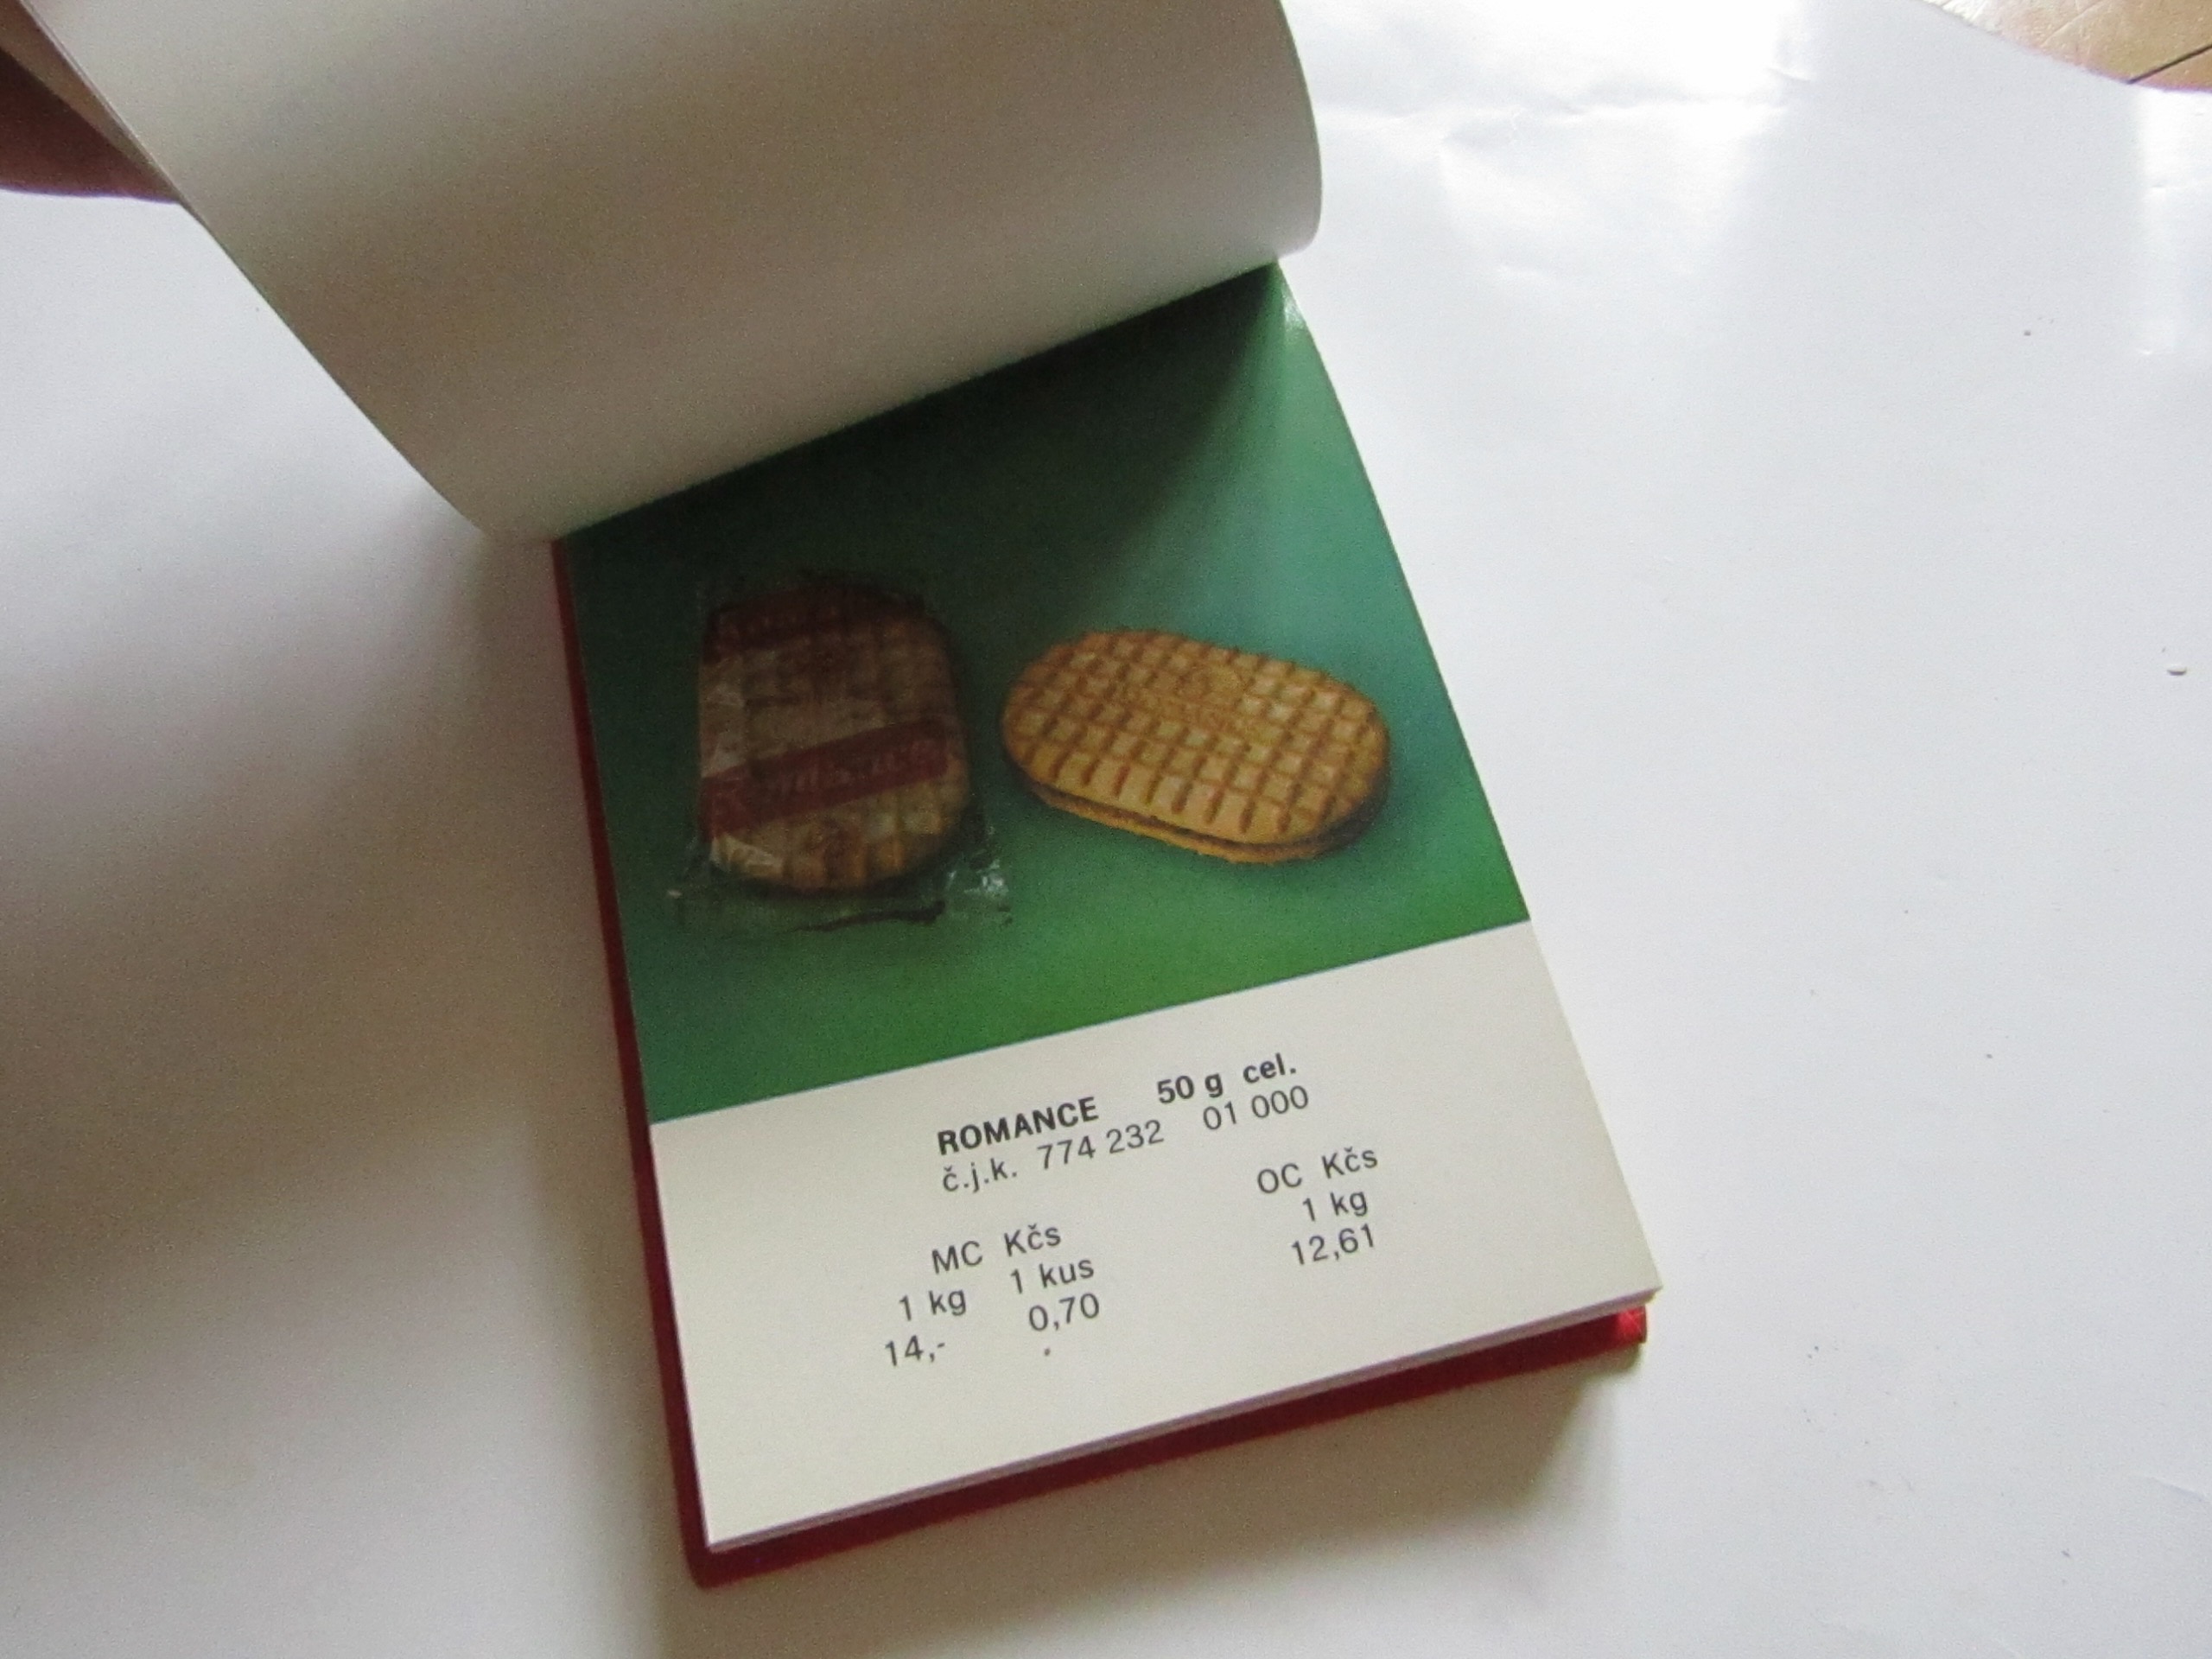 Romance
ROMANCE 50 g cel.
č.j.k. 774 232 01 000
MC Kčs
1 kg 1 kus
14,- 0,70
OC Kčs
1 kg
12,61